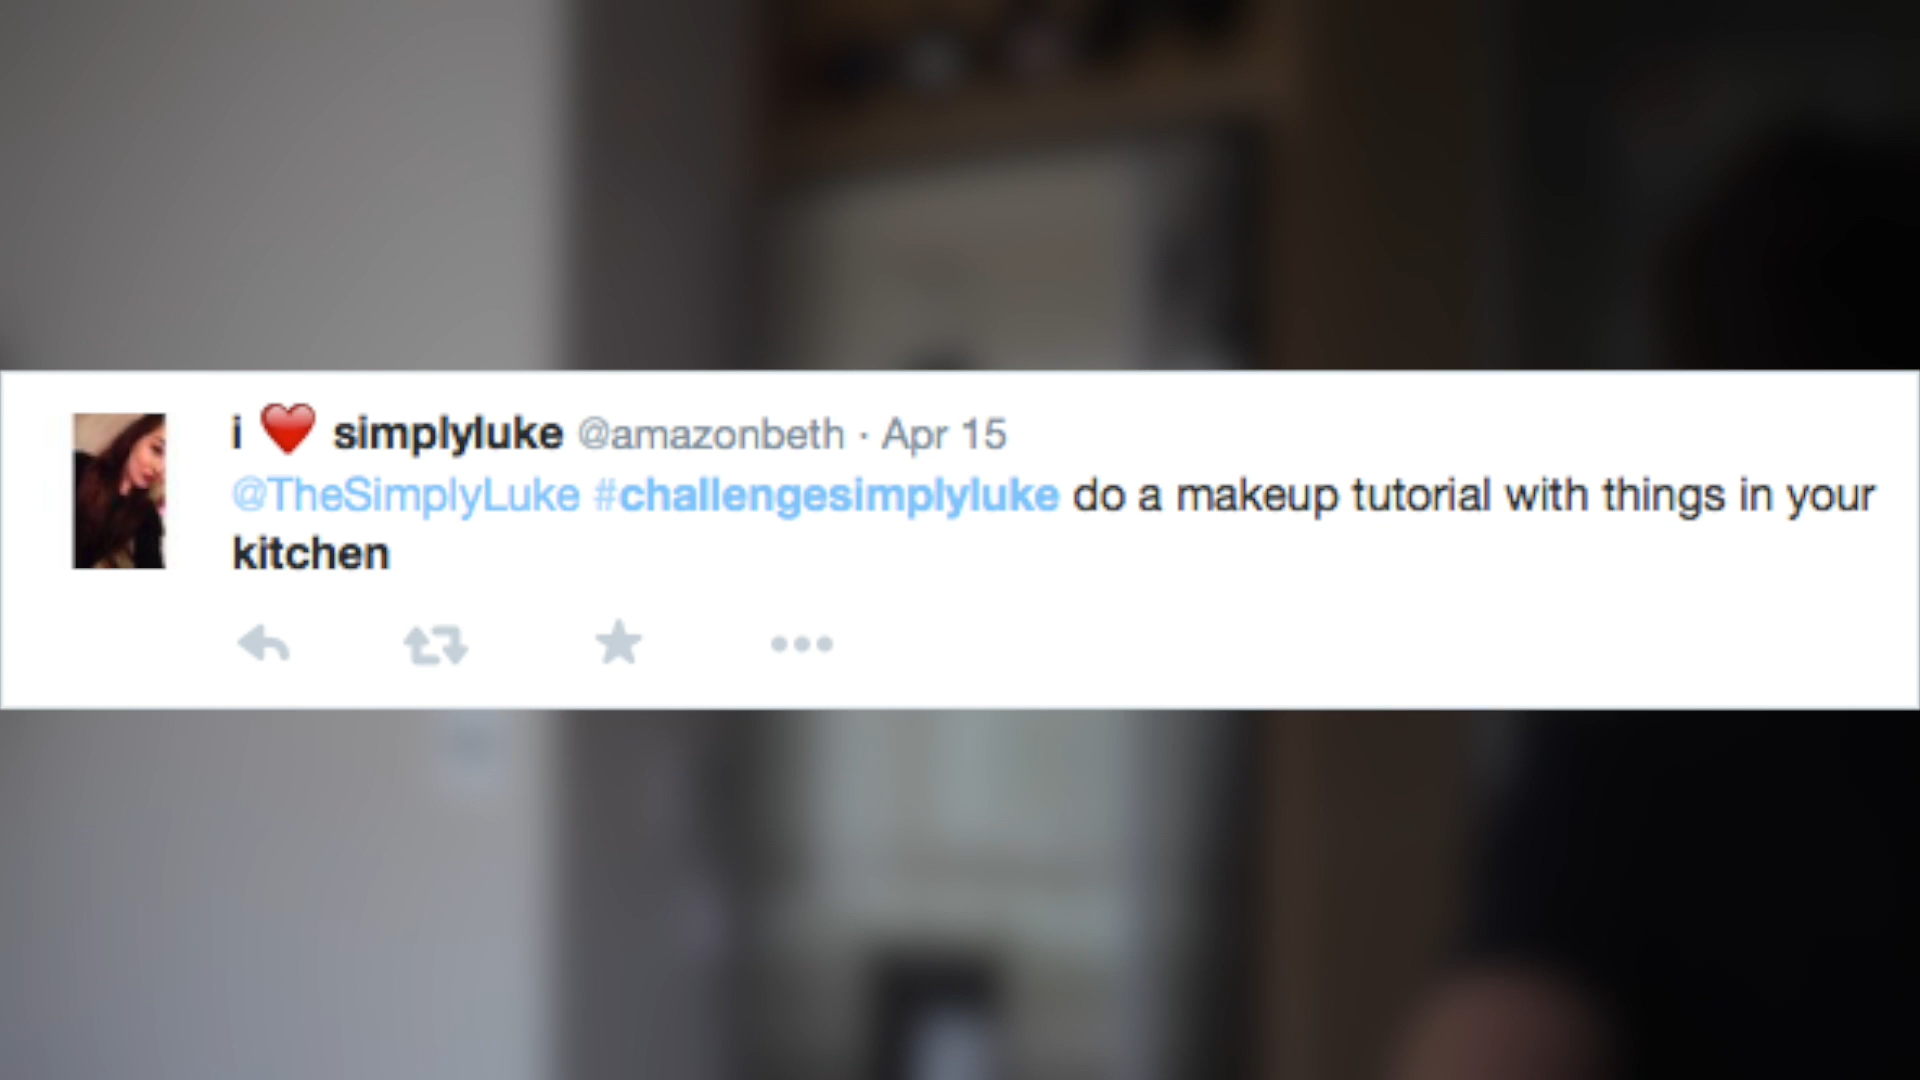 i ❤️ simplyluke @amazonbeth · Apr 15
@TheSimplyLuke #challengesimplyluke do a makeup tutorial with things in your
kitchen